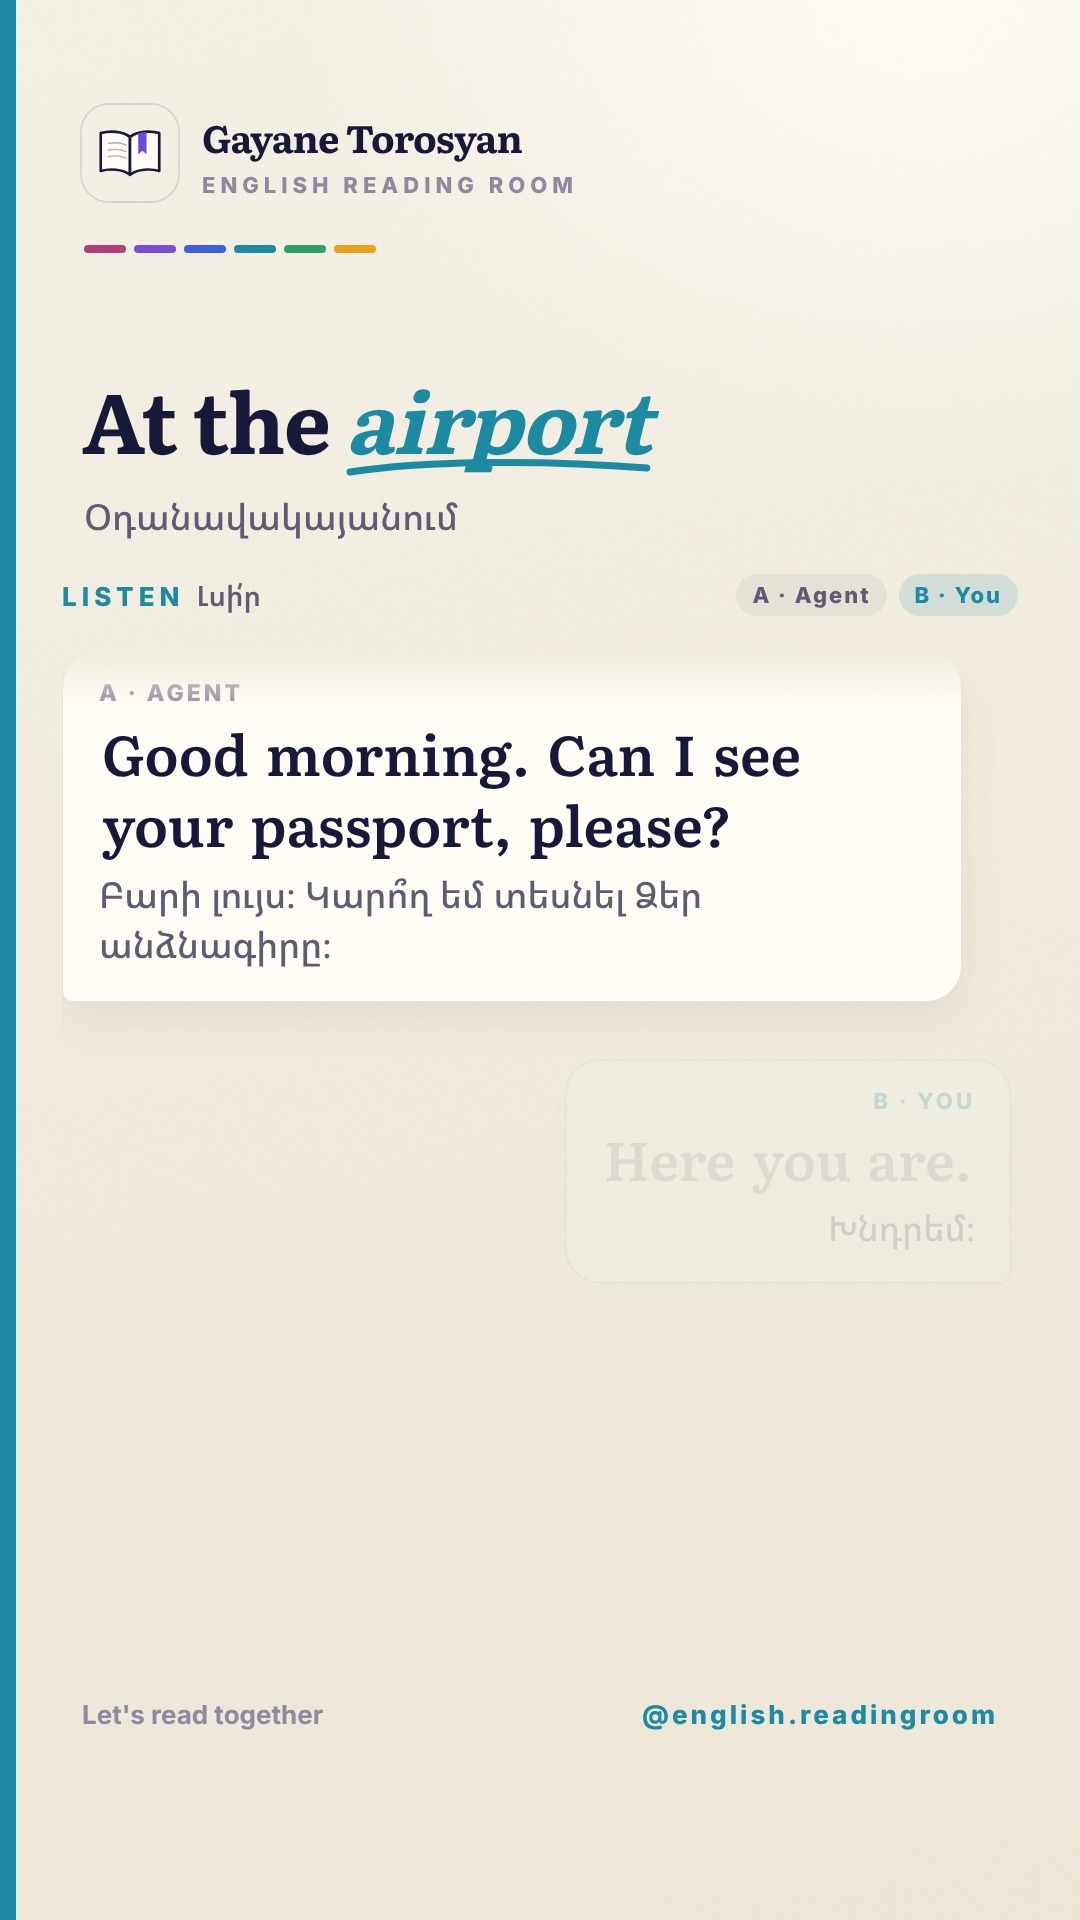 Gayane Torosyan
ENGLISH READING ROOM
At the airport
Օդանավակայանում
LISTEN Լսի՛ր
A · Agent B · You
A · AGENT
Good morning. Can I see
your passport, please?
Բարի լույս: Կարո՞ղ եմ տեսնել Ձեր
անձնագիրը:
B · YOU
Here you are.
Խնդրեմ:
Let's read together @english.readingroom